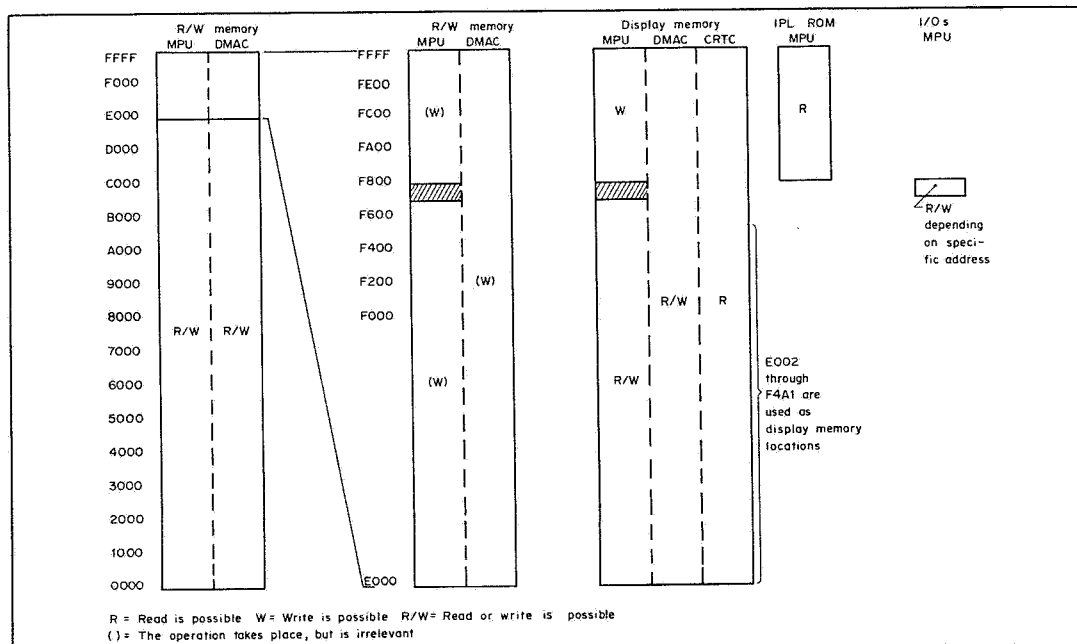 R/W memory
MPU DMAC
R/W memory
MPU DMAC
Display memory
MPU DMAC CRTC
IPL ROM
MPU
I/Os
MPU
FFFF
F000
E000
D000
C000
B000
A000
9000
8000
7000
6000
5000
4000
3000
2000
1000
0000
R/W R/W
FFFF
FE00
FC00
FA00
F800
F600
F400
F200
F000
E000
(W)
(W)
(W)
W
R/W
R/W
R
R
R/W
depending
on speci-
fic address
E002
through
F4A1 are
used as
display memory
locations
R = Read is possible W = Write is possible R/W = Read or write is possible
( ) = The operation takes place, but is irrelevant